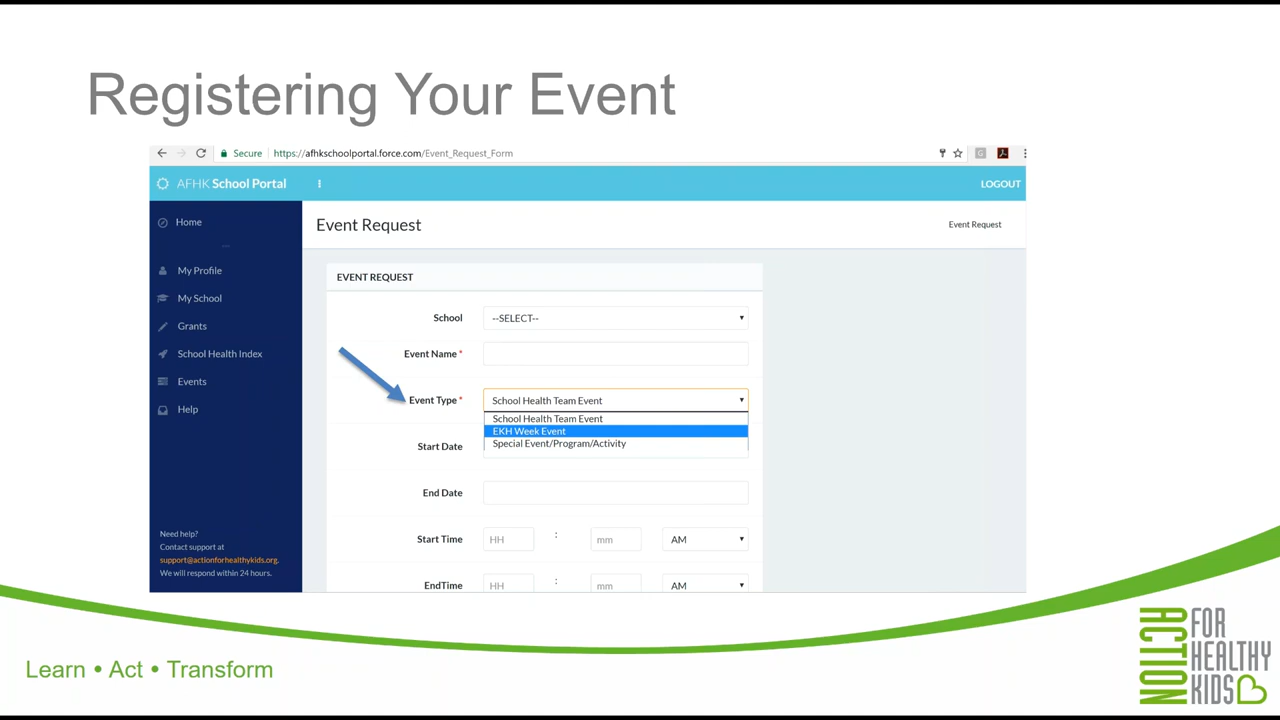 Registering Your Event
Secure https://afhkschoolportal.force.com/Event_Request_Form
AFHK School Portal
LOGOUT
Home
Event Request
Event Request
My Profile
My School
Grants
School Health Index
Events
Help
EVENT REQUEST
School --SELECT--
Event Name *
Event Type * School Health Team Event
School Health Team Event
EKH Week Event
Special Event/Program/Activity
Start Date
End Date
Start Time HH : mm AM
EndTime HH : mm AM
Need help?
Contact support at
support@actionforhealthykids.org.
We will respond within 24 hours.
Learn • Act • Transform
ACTION
FOR
HEALTHY
KIDS